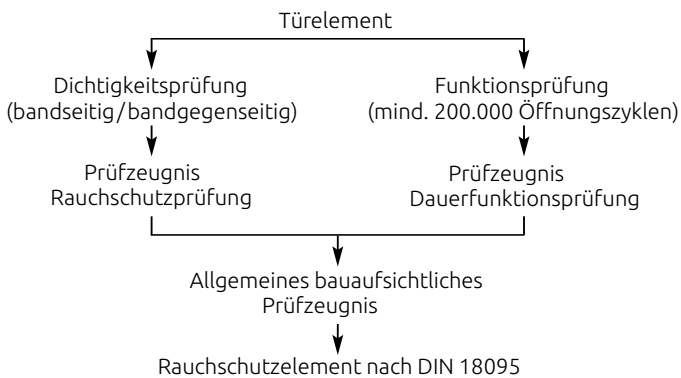 Türelement
Dichtigkeitsprüfung
(bandseitig/bandgegenseitig)
Funktionsprüfung
(mind. 200.000 Öffnungszyklen)
Prüfzeugnis
Rauchschutzprüfung
Prüfzeugnis
Dauerfunktionsprüfung
Allgemeines bauaufsichtliches
Prüfzeugnis
Rauchschutzelement nach DIN 18095